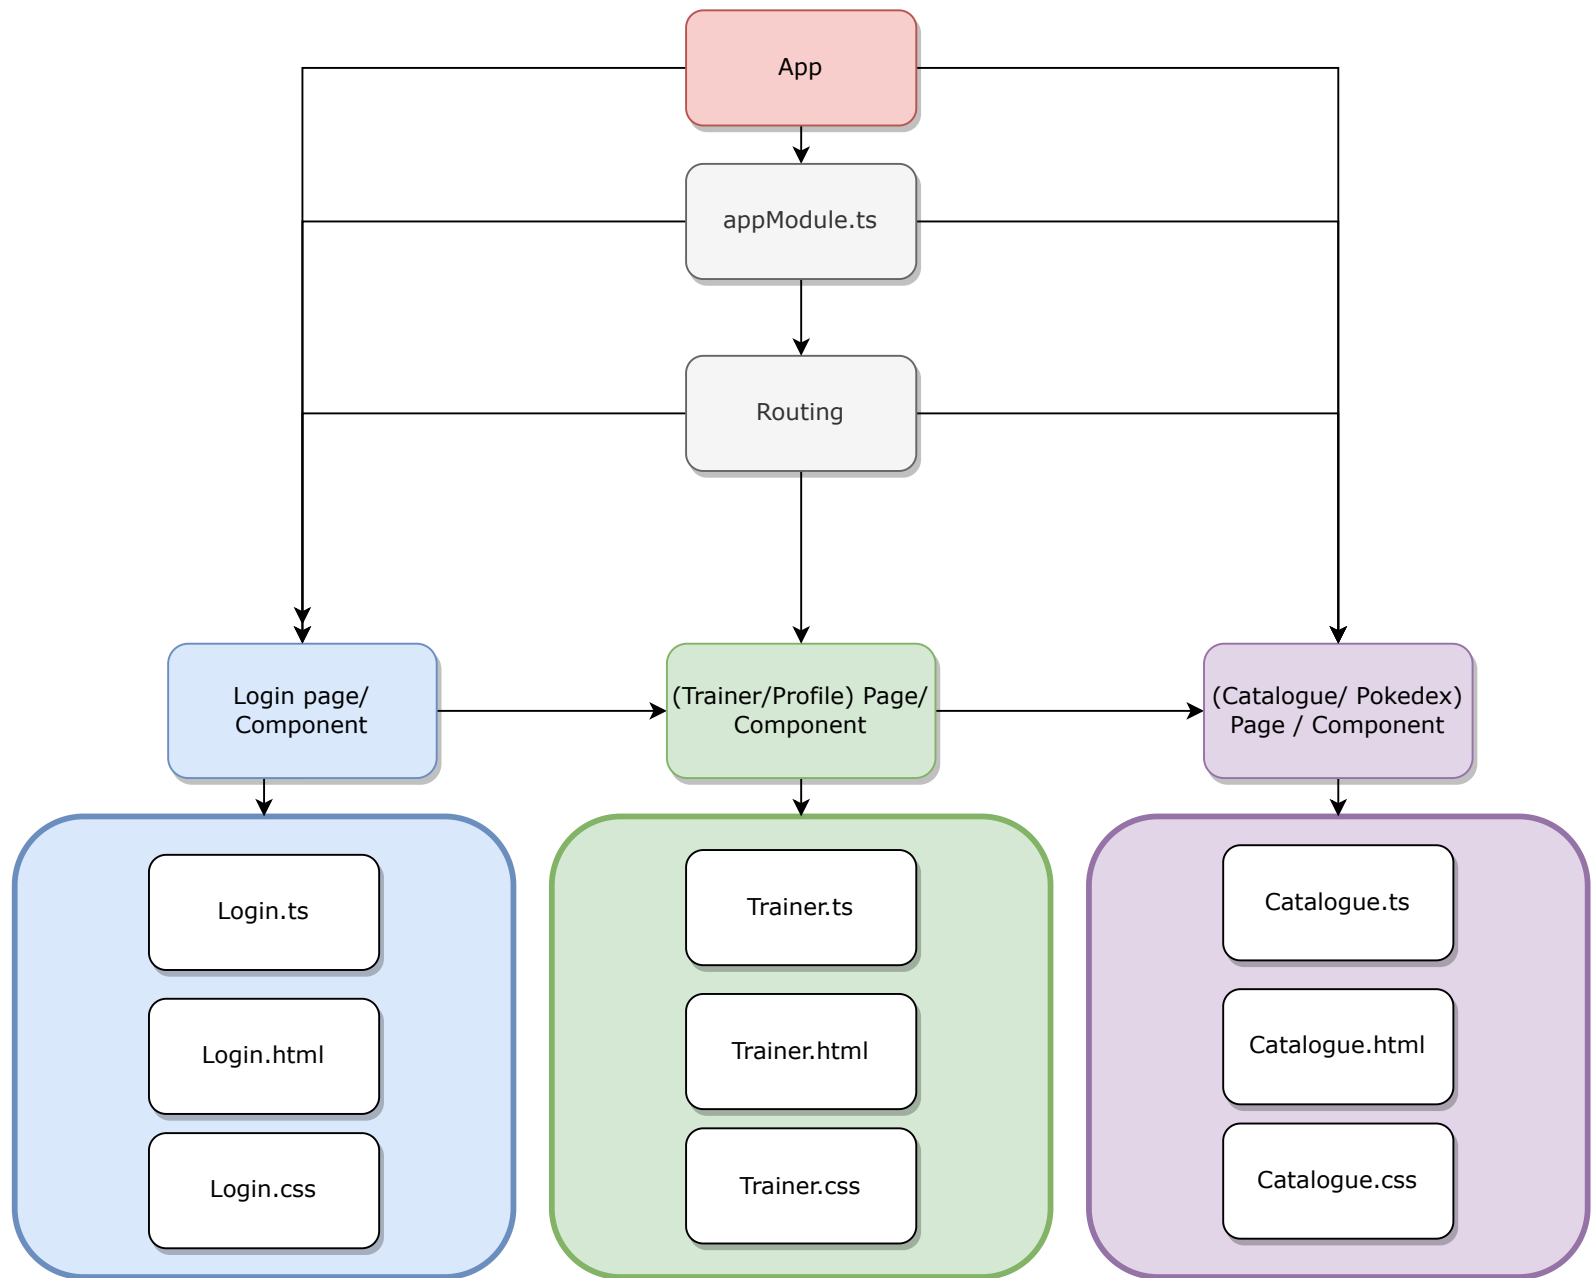 App
appModule.ts
Routing
Login page/
Component
(Trainer/Profile) Page/
Component
(Catalogue/ Pokedex)
Page / Component
Login.ts
Login.html
Login.css
Trainer.ts
Trainer.html
Trainer.css
Catalogue.ts
Catalogue.html
Catalogue.css